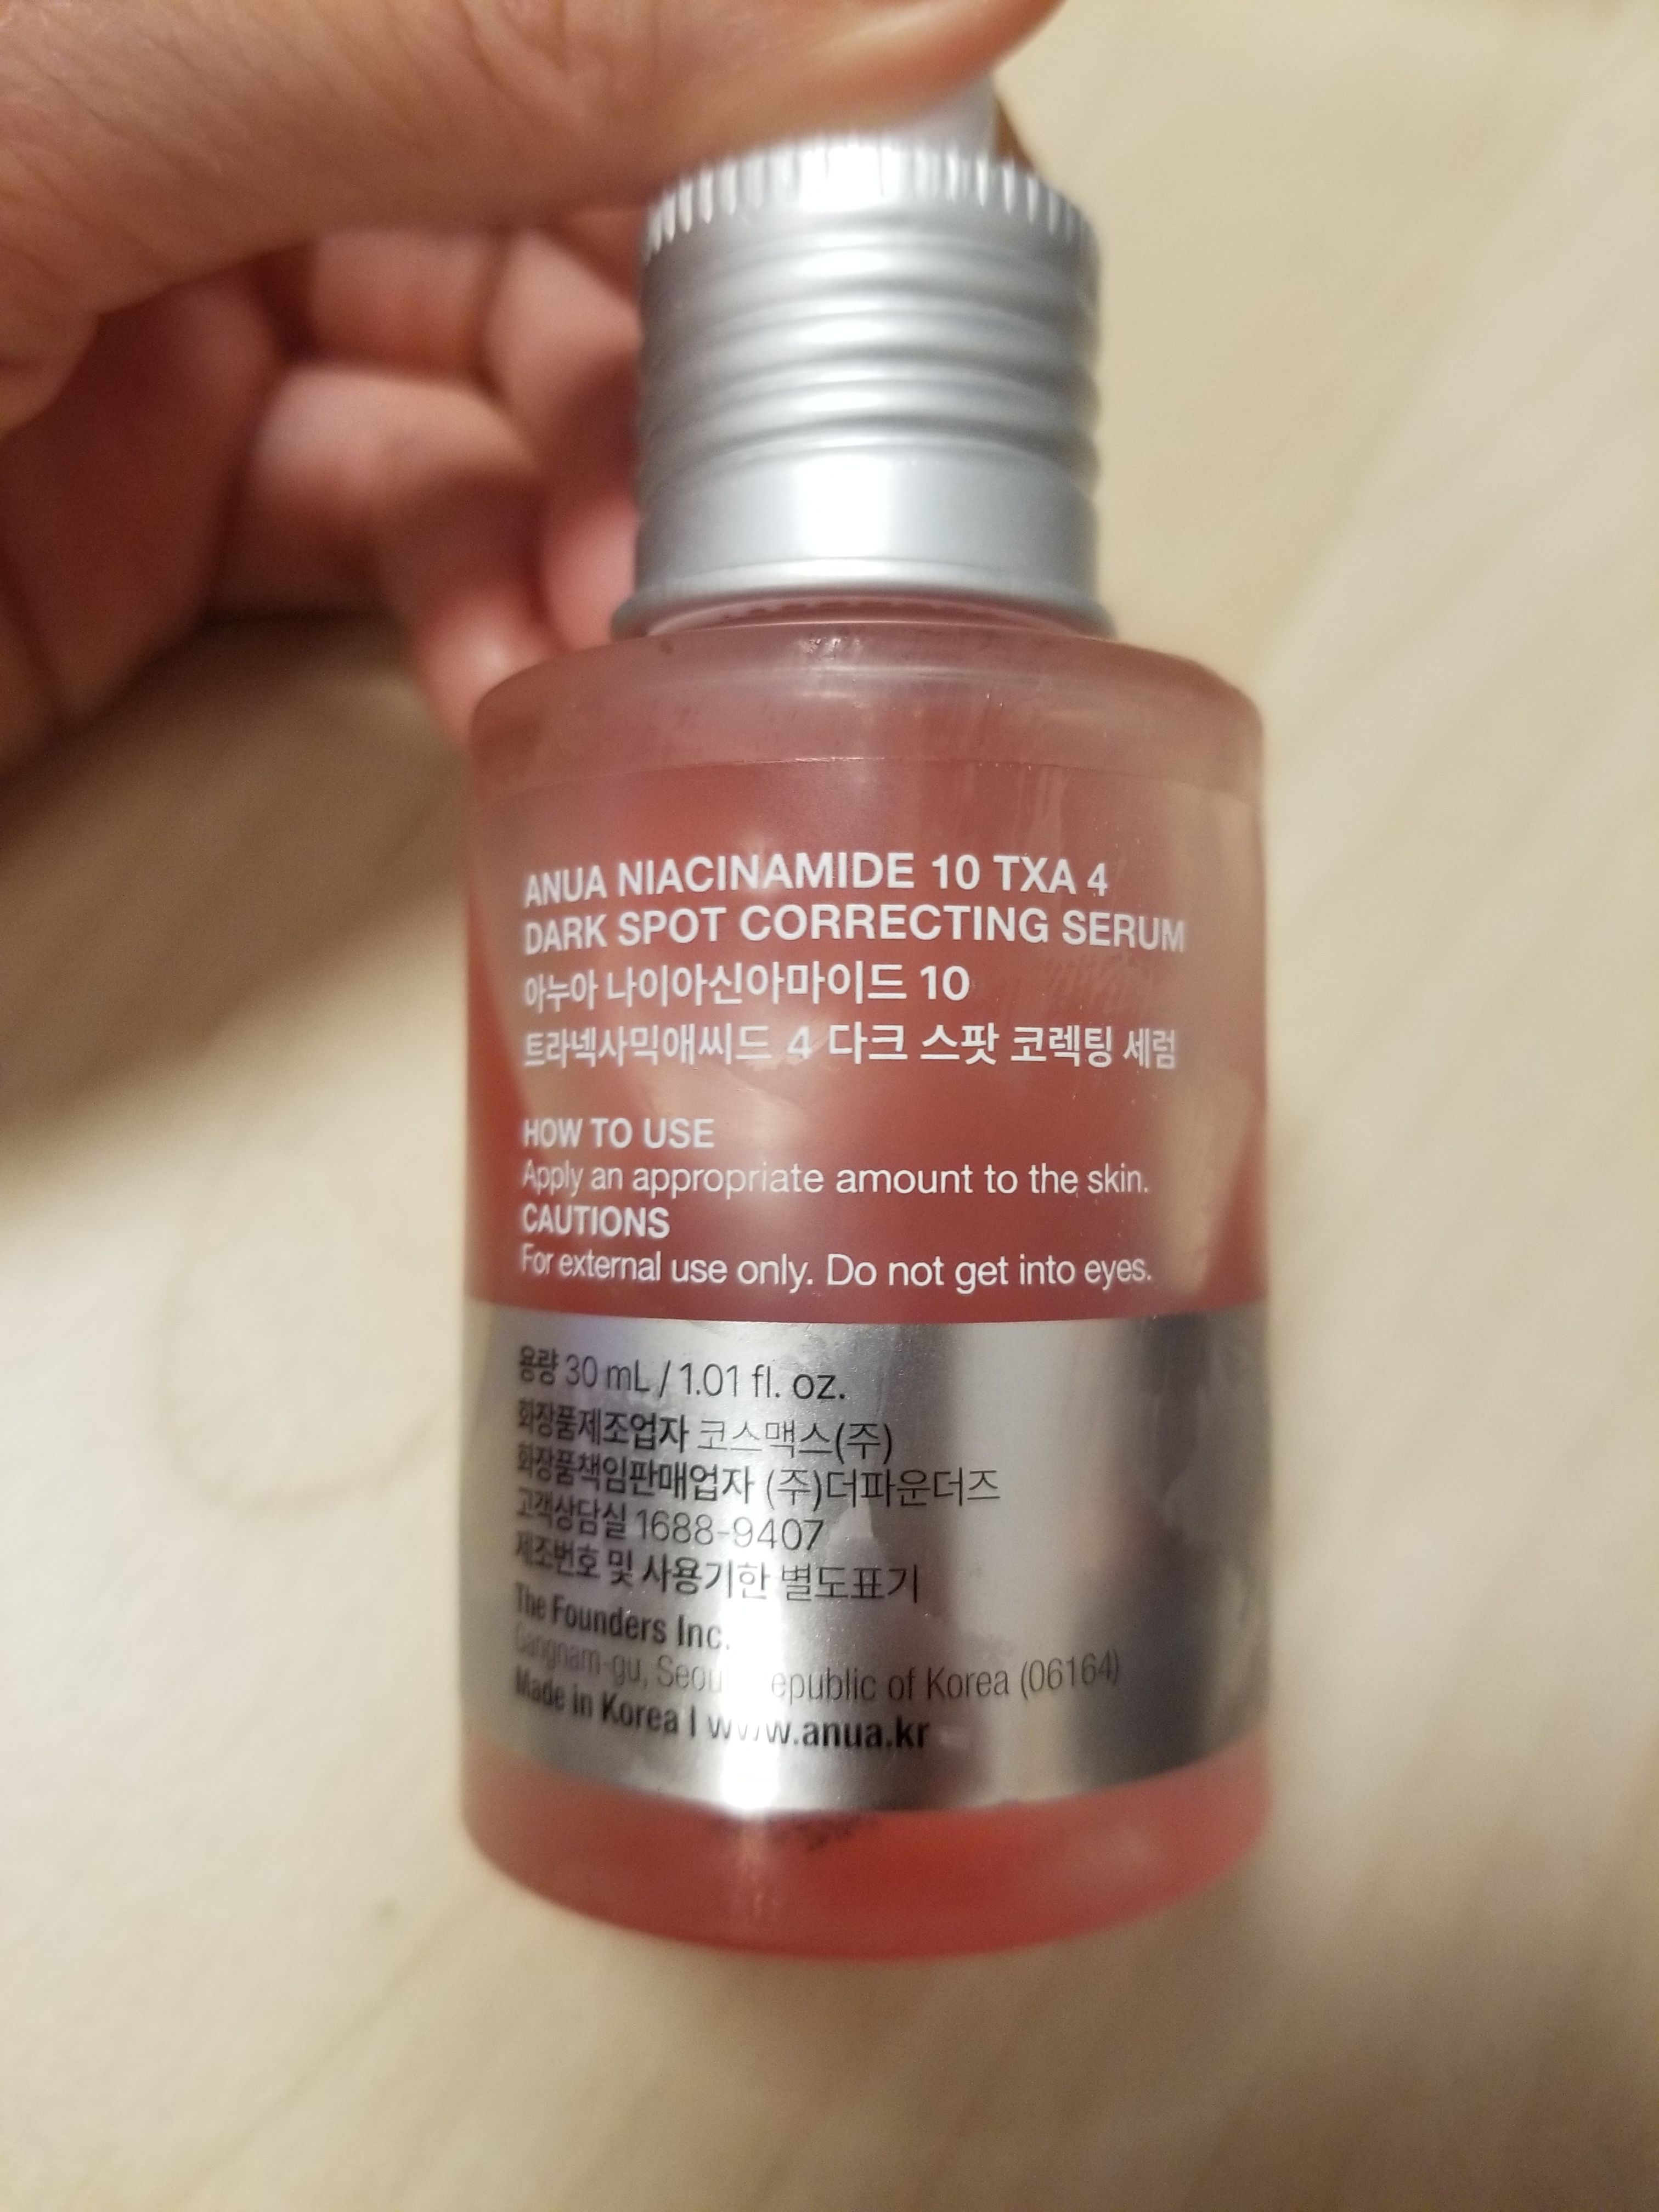 ANUA NIACINAMIDE 10 TXA 4
DARK SPOT CORRECTING SERUM
아누아 나이아신아마이드 10
트라넥사믹애씨드 4 다크 스팟 코렉팅 세럼
HOW TO USE
Apply an appropriate amount to the skin.
CAUTIONS
For external use only. Do not get into eyes.
용량 30 mL / 1.01 fl. oz.
화장품제조업자 코스맥스(주)
화장품책임판매업자 (주)더파운더즈
고객상담실 1688-9407
제조번호 및 사용기한 별도표기
The Founders Inc.
Gangnam-gu, Seou epublic of Korea (06164)
Made in Korea | www.anua.kr